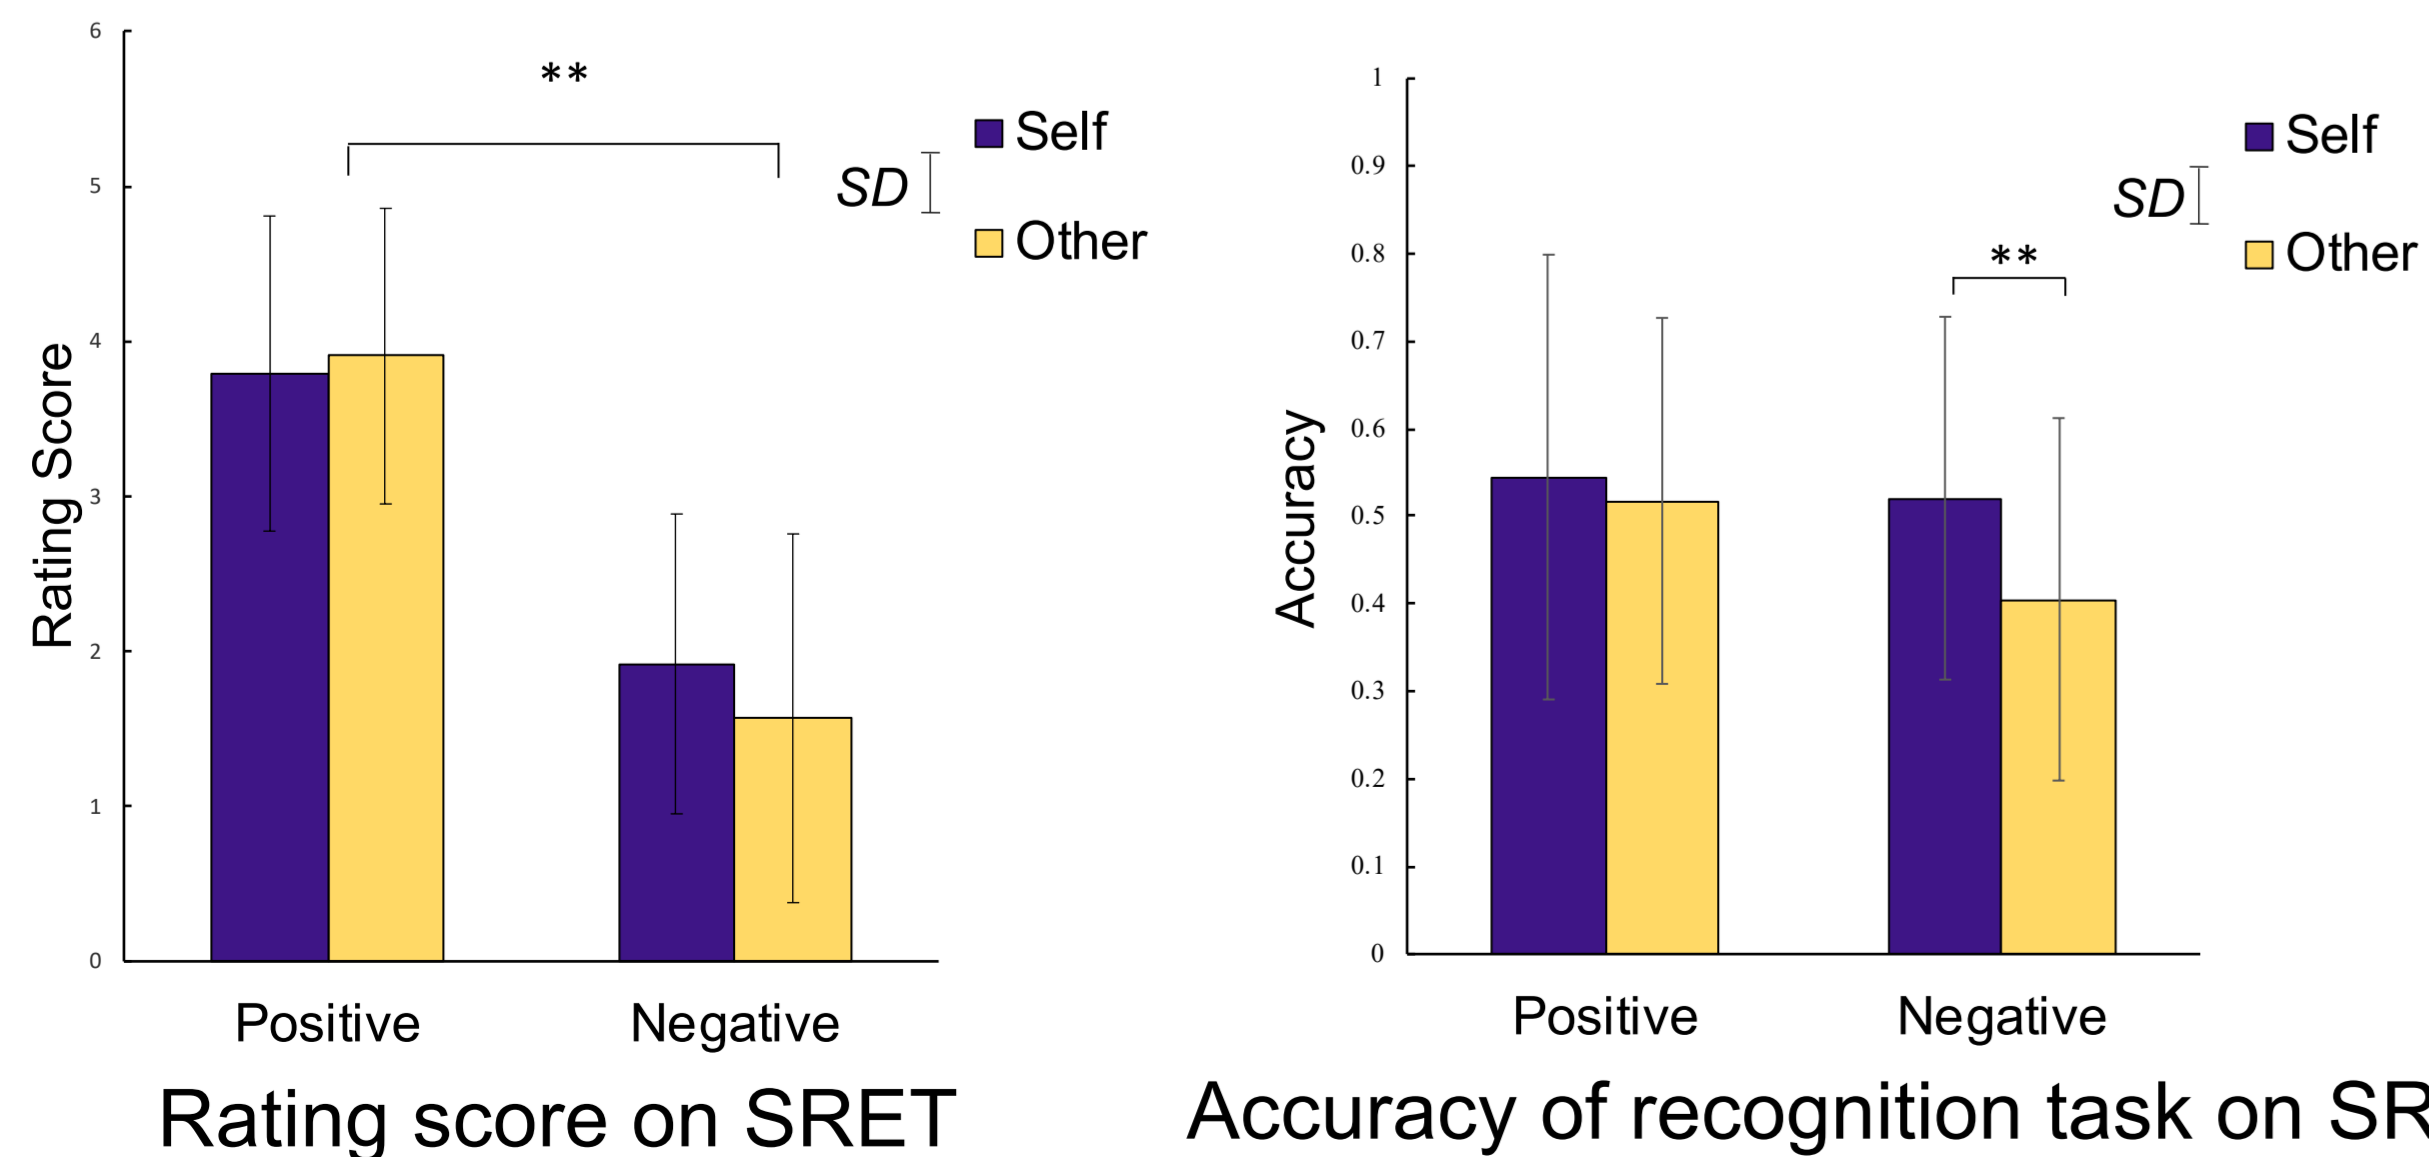 6
5
4
3
2
1
0
Rating Score
**
SD
Self
Other
Positive Negative
Rating score on SRET
1
0.9
0.8
0.7
0.6
0.5
0.4
0.3
0.2
0.1
0
Accuracy
**
SD
Self
Other
Positive Negative
Accuracy of recognition task on SR